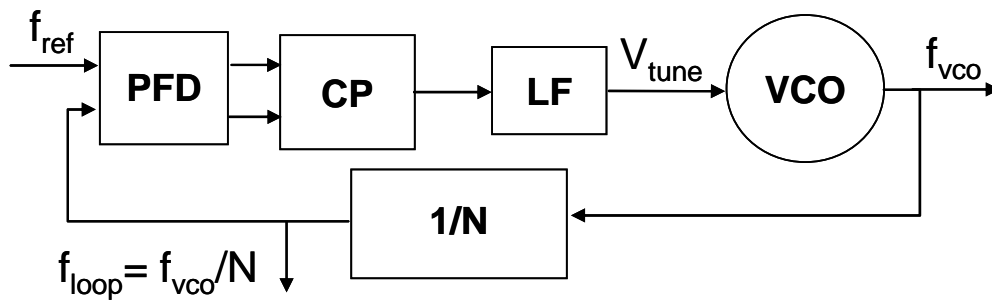 f_ref
PFD
CP
LF
V_tune
VCO
f_vco
1/N
f_loop= f_vco/N